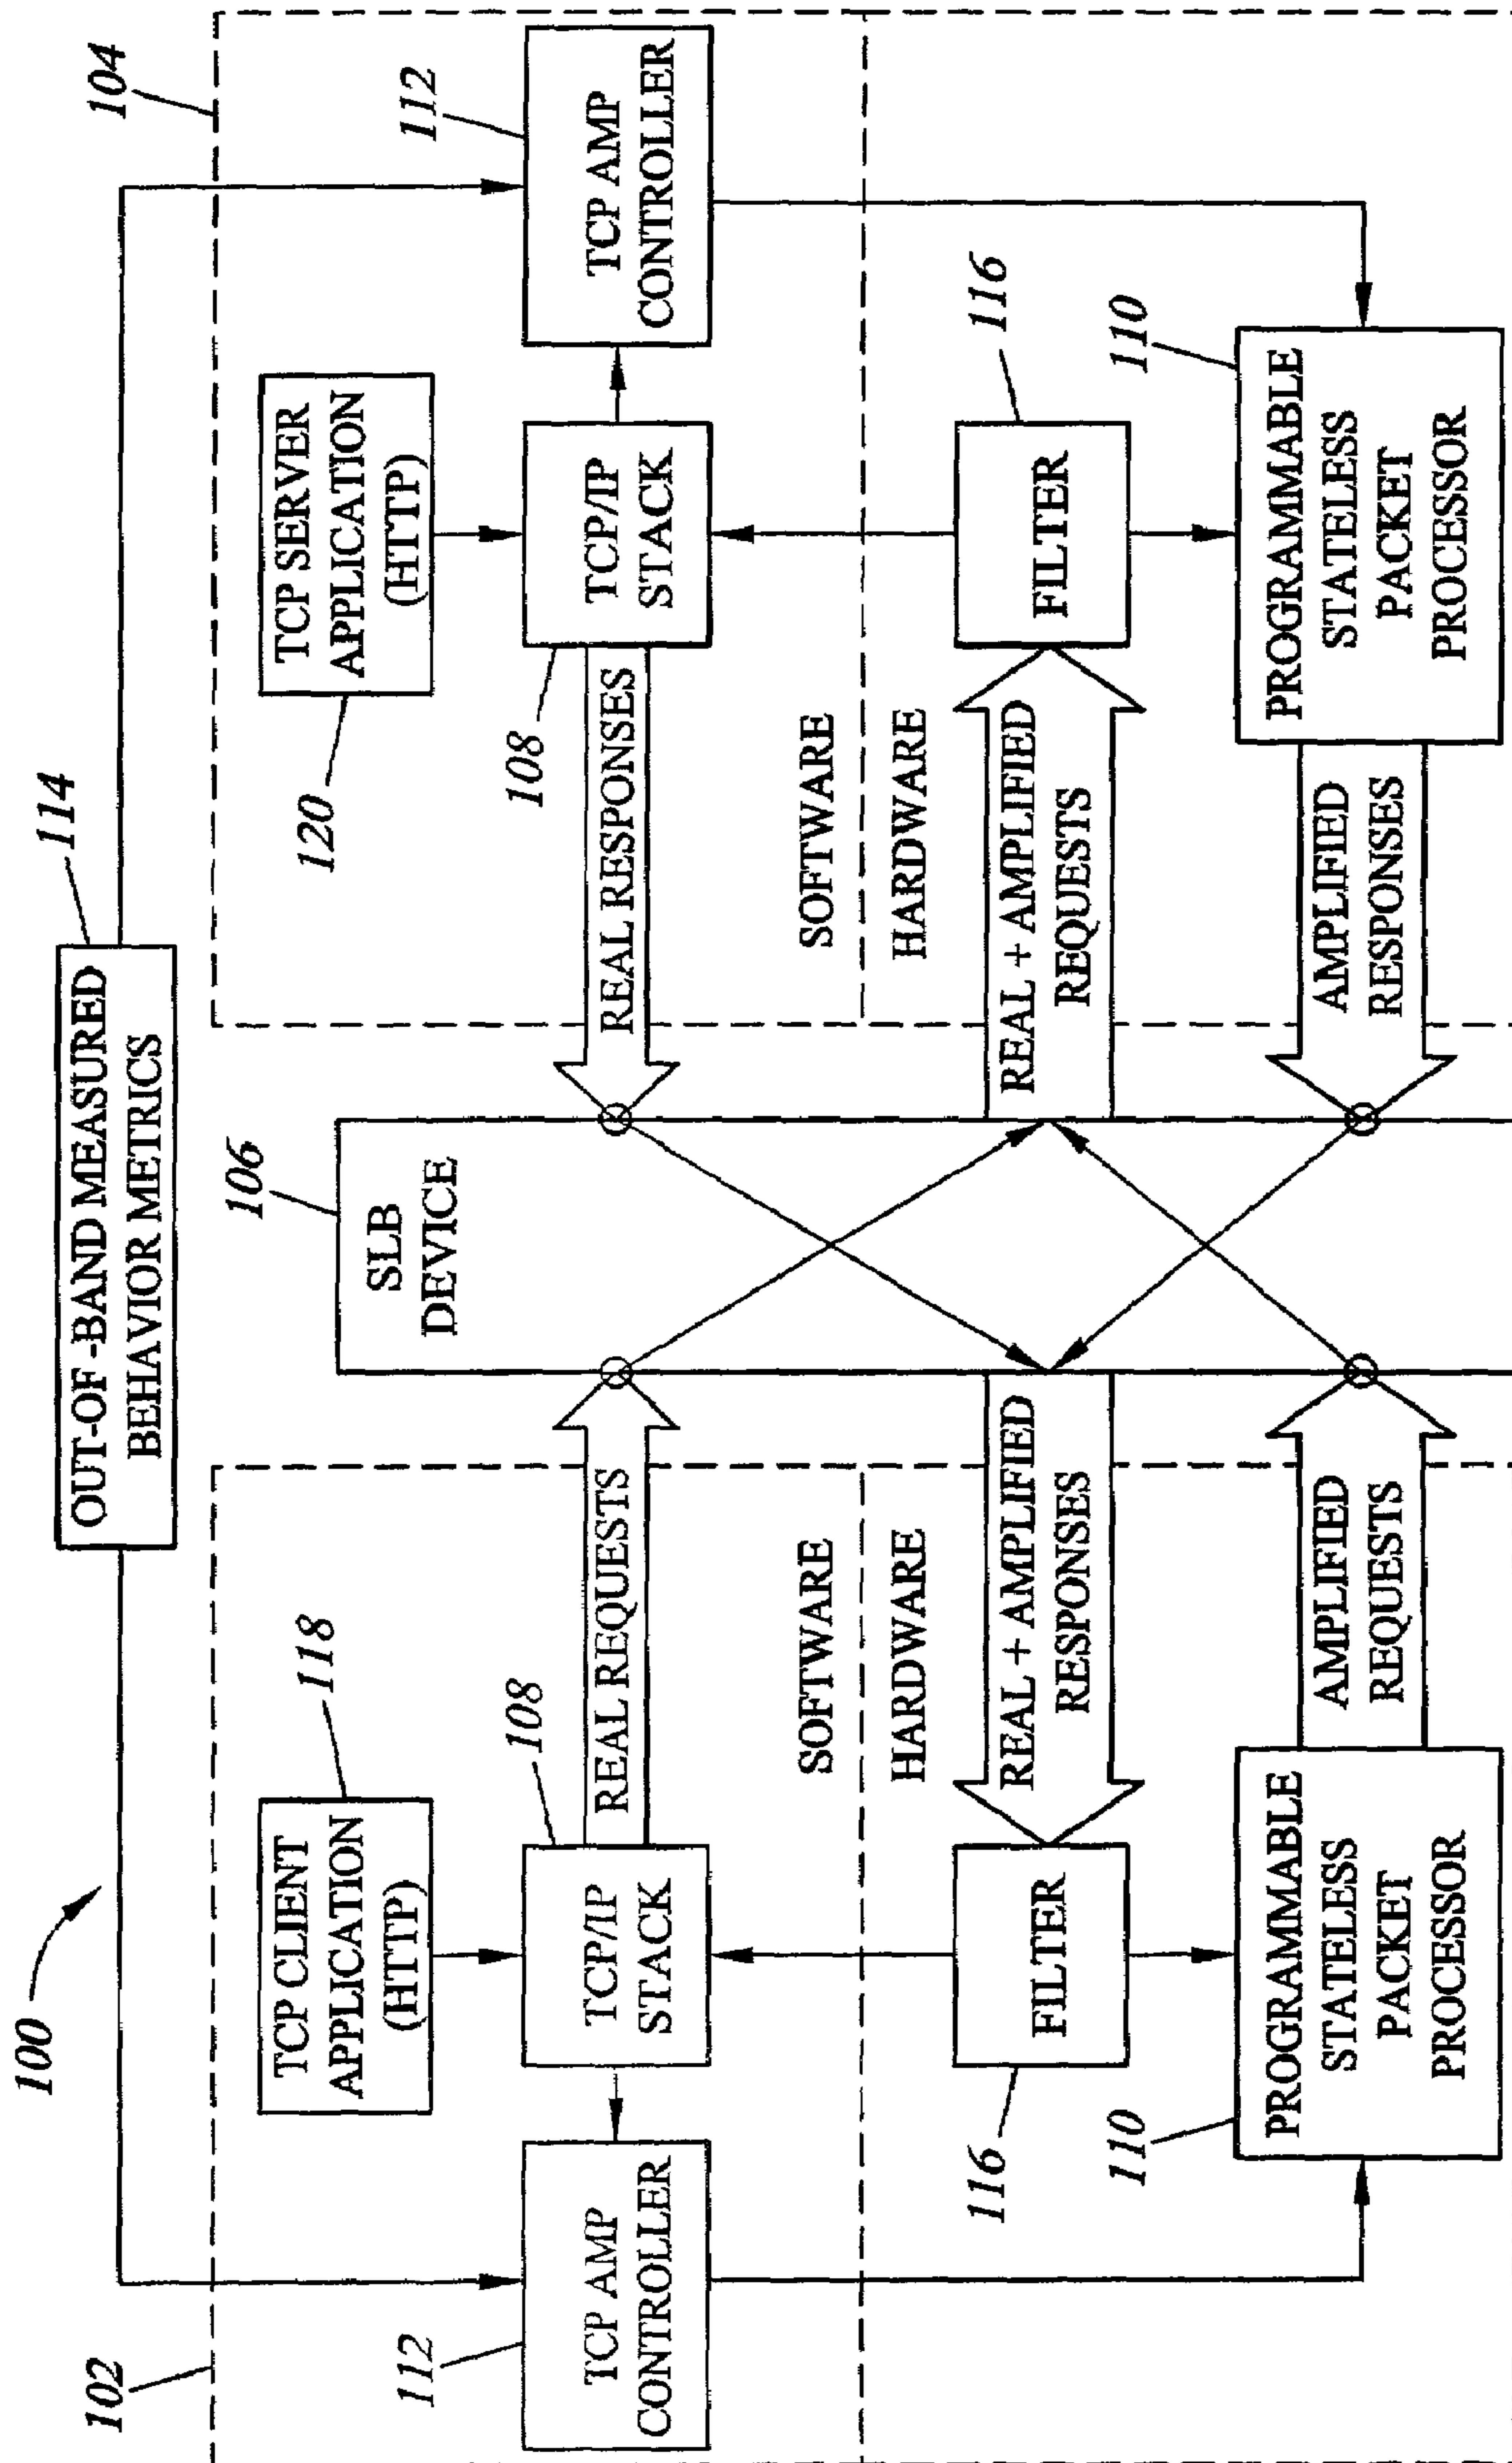 100
114
OUT-OF -BAND MEASURED
BEHAVIOR METRICS
102
118
TCP CLIENT
APPLICATION
(HTTP)
112
TCP AMP
CONTROLLER
108
TCP/IP
STACK
REAL REQUESTS
SOFTWARE
HARDWARE
116
FILTER
REAL + AMPLIFIED
RESPONSES
110
PROGRAMMABLE
STATELESS
PACKET
PROCESSOR
AMPLIFIED
REQUESTS
106
SLB
DEVICE
104
120
TCP SERVER
APPLICATION
(HTTP)
108
TCP/IP
STACK
112
TCP AMP
CONTROLLER
REAL RESPONSES
SOFTWARE
HARDWARE
REAL + AMPLIFIED
REQUESTS
116
FILTER
AMPLIFIED
RESPONSES
110
PROGRAMMABLE
STATELESS
PACKET
PROCESSOR